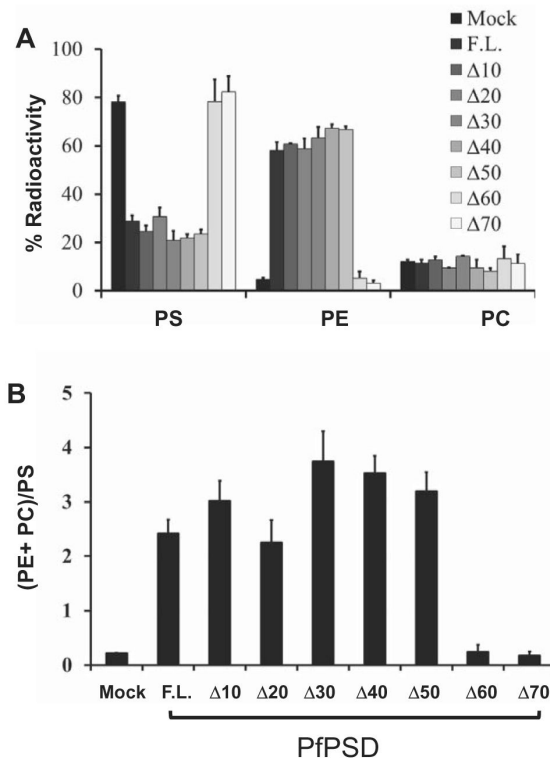 A
% Radioactivity
100
80
60
40
20
0
PS PE PC
Mock
F.L.
Δ10
Δ20
Δ30
Δ40
Δ50
Δ60
Δ70
B
(PE+ PC)/PS
5
4
3
2
1
0
Mock F.L. Δ10 Δ20 Δ30 Δ40 Δ50 Δ60 Δ70
PfPSD